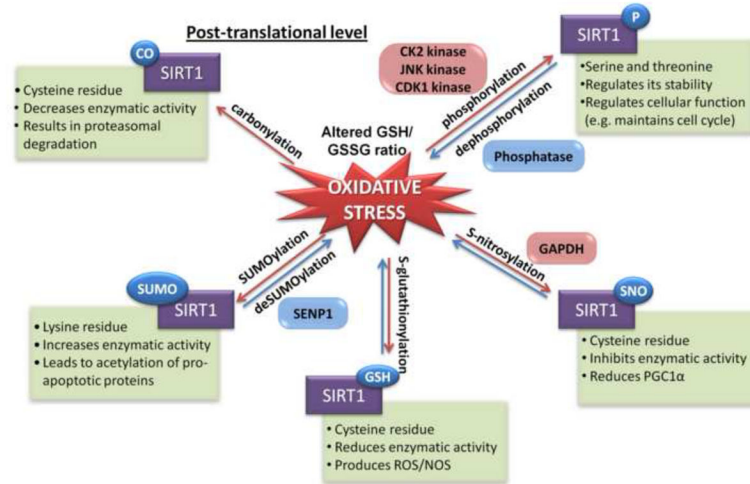 Post-translational level
CO
SIRT1
• Cysteine residue
• Decreases enzymatic activity
• Results in proteasomal
degradation
carbonylation
CK2 kinase
JNK kinase
CDK1 kinase
phosphorylation
dephosphorylation
Phosphatase
P
SIRT1
•Serine and threonine
•Regulates its stability
•Regulates cellular function
(e.g. maintains cell cycle)
Altered GSH/
GSSG ratio
OXIDATIVE
STRESS
SUMOylation
deSUMOylation
SENP1
SUMO
SIRT1
• Lysine residue
• Increases enzymatic activity
• Leads to acetylation of pro-
apoptotic proteins
S-glutathionylation
GSH
SIRT1
• Cysteine residue
• Reduces enzymatic activity
• Produces ROS/NOS
S-nitrosylation
GAPDH
SNO
SIRT1
• Cysteine residue
• Inhibits enzymatic activity
• Reduces PGC1α